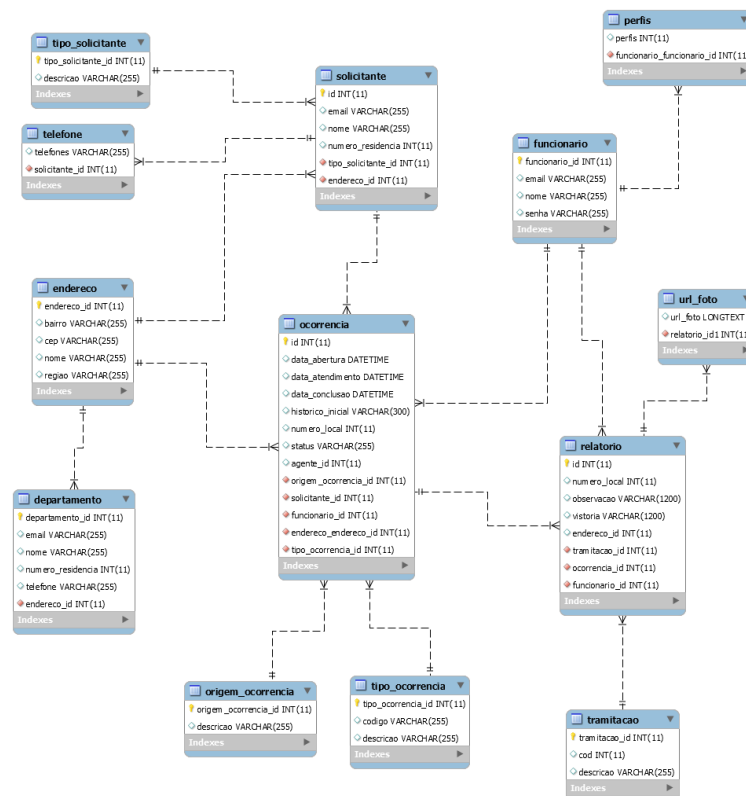 tipo_solicitante
tipo_solicitante_id INT(11)
descricao VARCHAR(255)
Indexes
telefone
telefones VARCHAR(255)
solicitante_id INT(11)
Indexes
solicitante
id INT(11)
email VARCHAR(255)
nome VARCHAR(255)
numero_residencia INT(11)
tipo_solicitante_id INT(11)
endereco_id INT(11)
Indexes
perfis
perfis INT(11)
funcionario_funcionario_id INT(11)
Indexes
funcionario
funcionario_id INT(11)
email VARCHAR(255)
nome VARCHAR(255)
senha VARCHAR(255)
Indexes
endereco
endereco_id INT(11)
bairro VARCHAR(255)
cep VARCHAR(255)
nome VARCHAR(255)
regiao VARCHAR(255)
Indexes
ocorrencia
id INT(11)
data_abertura DATETIME
data_atendimento DATETIME
data_conclusao DATETIME
historico_inicial VARCHAR(300)
numero_local INT(11)
status VARCHAR(255)
agente_id INT(11)
origem_ocorrencia_id INT(11)
solicitante_id INT(11)
funcionario_id INT(11)
endereco_endereco_id INT(11)
tipo_ocorrencia_id INT(11)
Indexes
url_foto
url_foto LONGTEXT
relatorio_id1 INT(11)
Indexes
relatorio
id INT(11)
numero_local INT(11)
observacao VARCHAR(1200)
vistoria VARCHAR(1200)
endereco_id INT(11)
tramitacao_id INT(11)
ocorrencia_id INT(11)
funcionario_id INT(11)
Indexes
departamento
departamento_id INT(11)
email VARCHAR(255)
nome VARCHAR(255)
numero_residencia INT(11)
telefone VARCHAR(255)
endereco_id INT(11)
Indexes
origem_ocorrencia
origem_ocorrencia_id INT(11)
descricao VARCHAR(255)
Indexes
tipo_ocorrencia
tipo_ocorrencia_id INT(11)
codigo VARCHAR(255)
descricao VARCHAR(255)
Indexes
tramitacao
tramitacao_id INT(11)
cod INT(11)
descricao VARCHAR(255)
Indexes